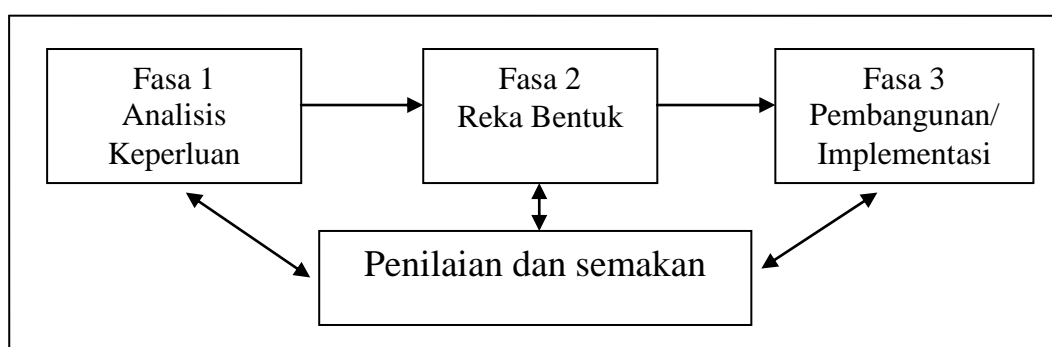 Fasa 1
Analisis
Keperluan
Fasa 2
Reka Bentuk
Fasa 3
Pembangunan/
Implementasi
Penilaian dan semakan